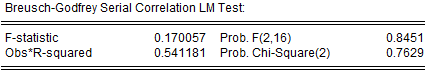 Breusch-Godfrey Serial Correlation LM Test:
F-statistic 0.170057 Prob. F(2,16) 0.8451
Obs*R-squared 0.541181 Prob. Chi-Square(2) 0.7629